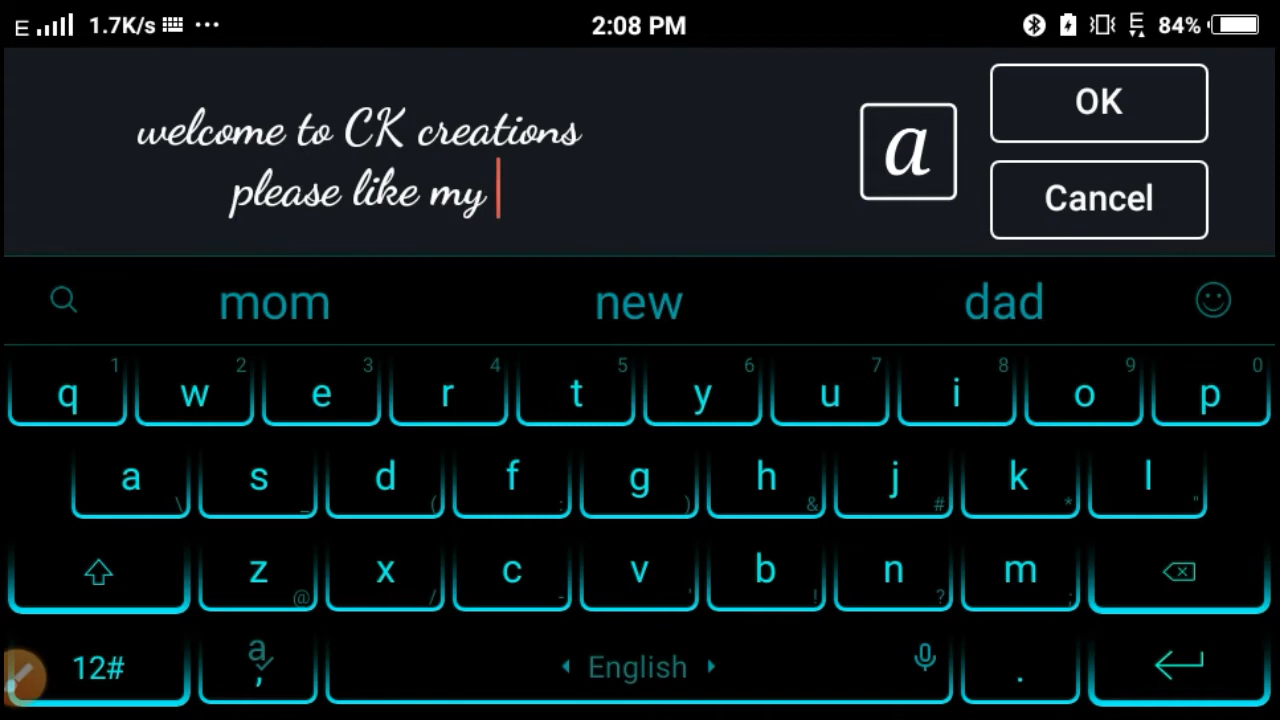 E 1.7K/s ... 2:08 PM E 84%
welcome to CK creations
please like my
a
OK
Cancel
mom new dad
1 2 3 4 5 6 7 8 9 0
q w e r t y u i o p
a s d f g h j k l
\ _ ( : ) & # * "
z x c v b n m
@ / - ' ! ? ;
12# a , English .